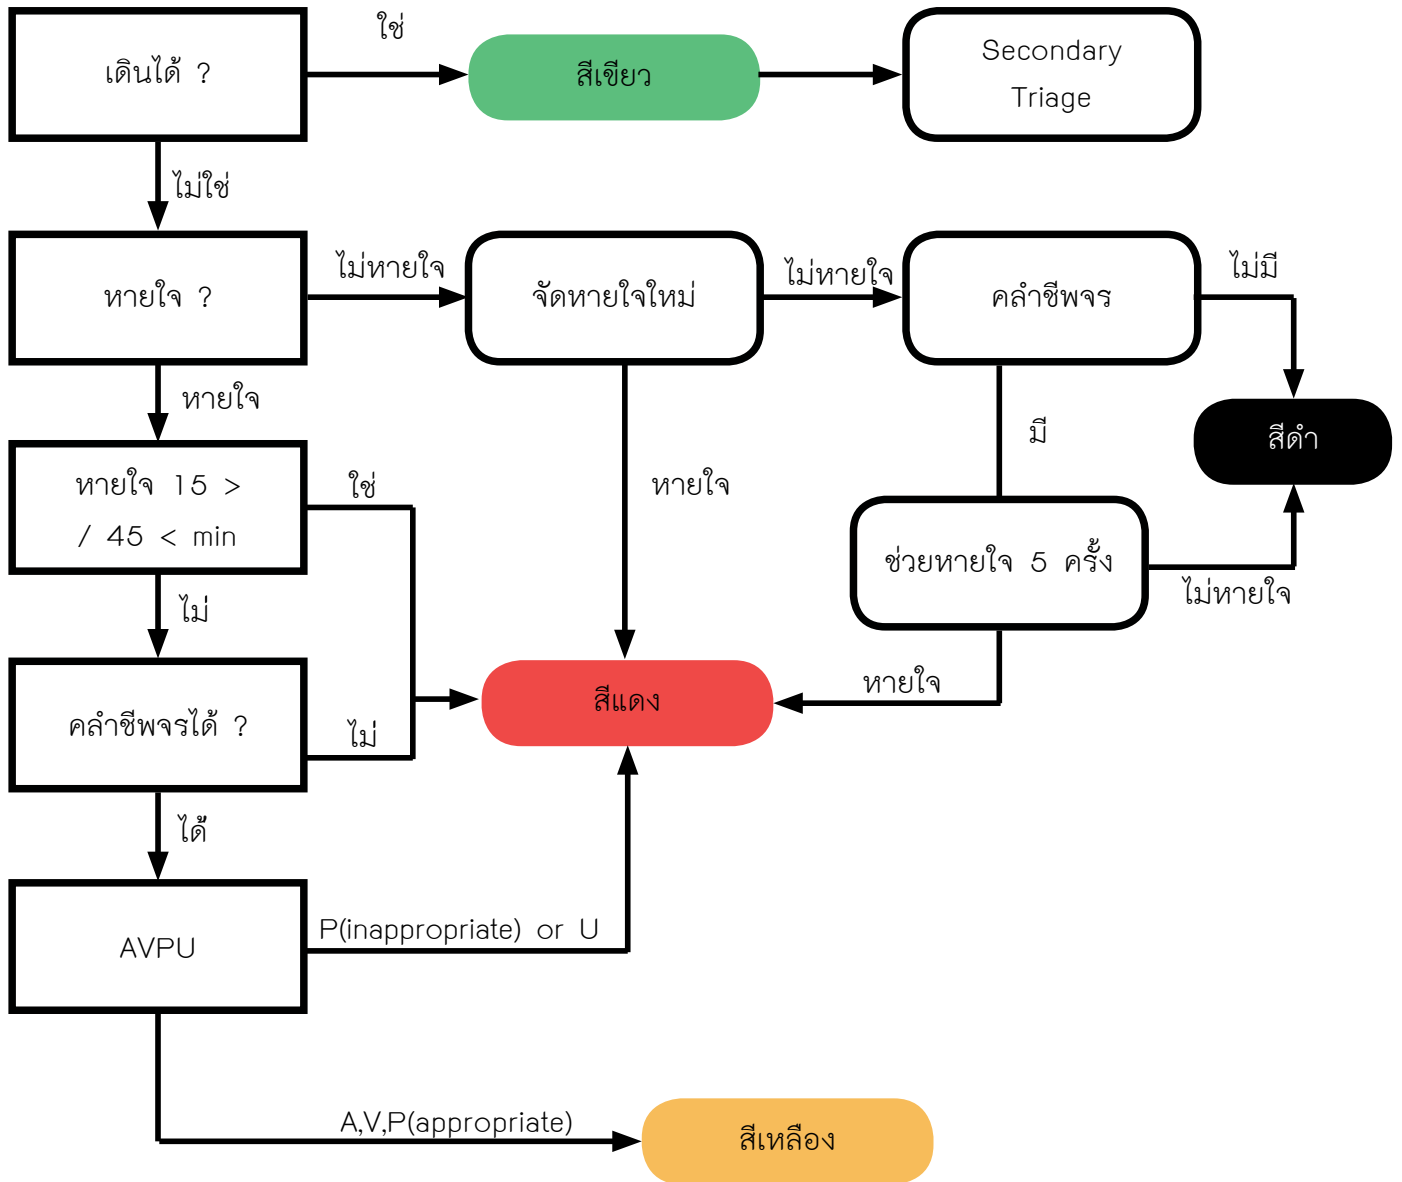 เดินได้ ?
ใช่
สีเขียว
Secondary
Triage
ไม่ใช่
หายใจ ?
ไม่หายใจ
จัดหายใจใหม่
ไม่หายใจ
คลำชีพจร
ไม่มี
สีดำ
หายใจ
มี
หายใจ
หายใจ 15 >
/ 45 < min
ใช่
ช่วยหายใจ 5 ครั้ง
ไม่หายใจ
ไม่
หายใจ
สีแดง
คลำชีพจรได้ ?
ไม่
ได้
AVPU
P(inappropriate) or U
A,V,P(appropriate)
สีเหลือง